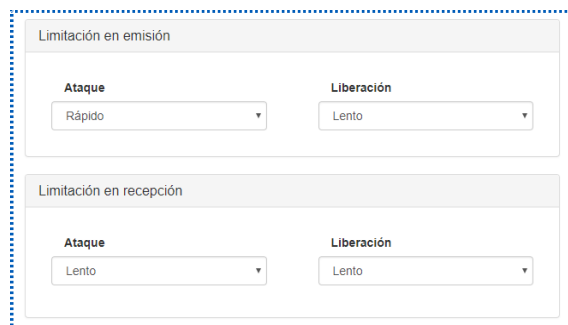 Limitación en emisión
Ataque Liberación
Rápido Lento
Limitación en recepción
Ataque Liberación
Lento Lento